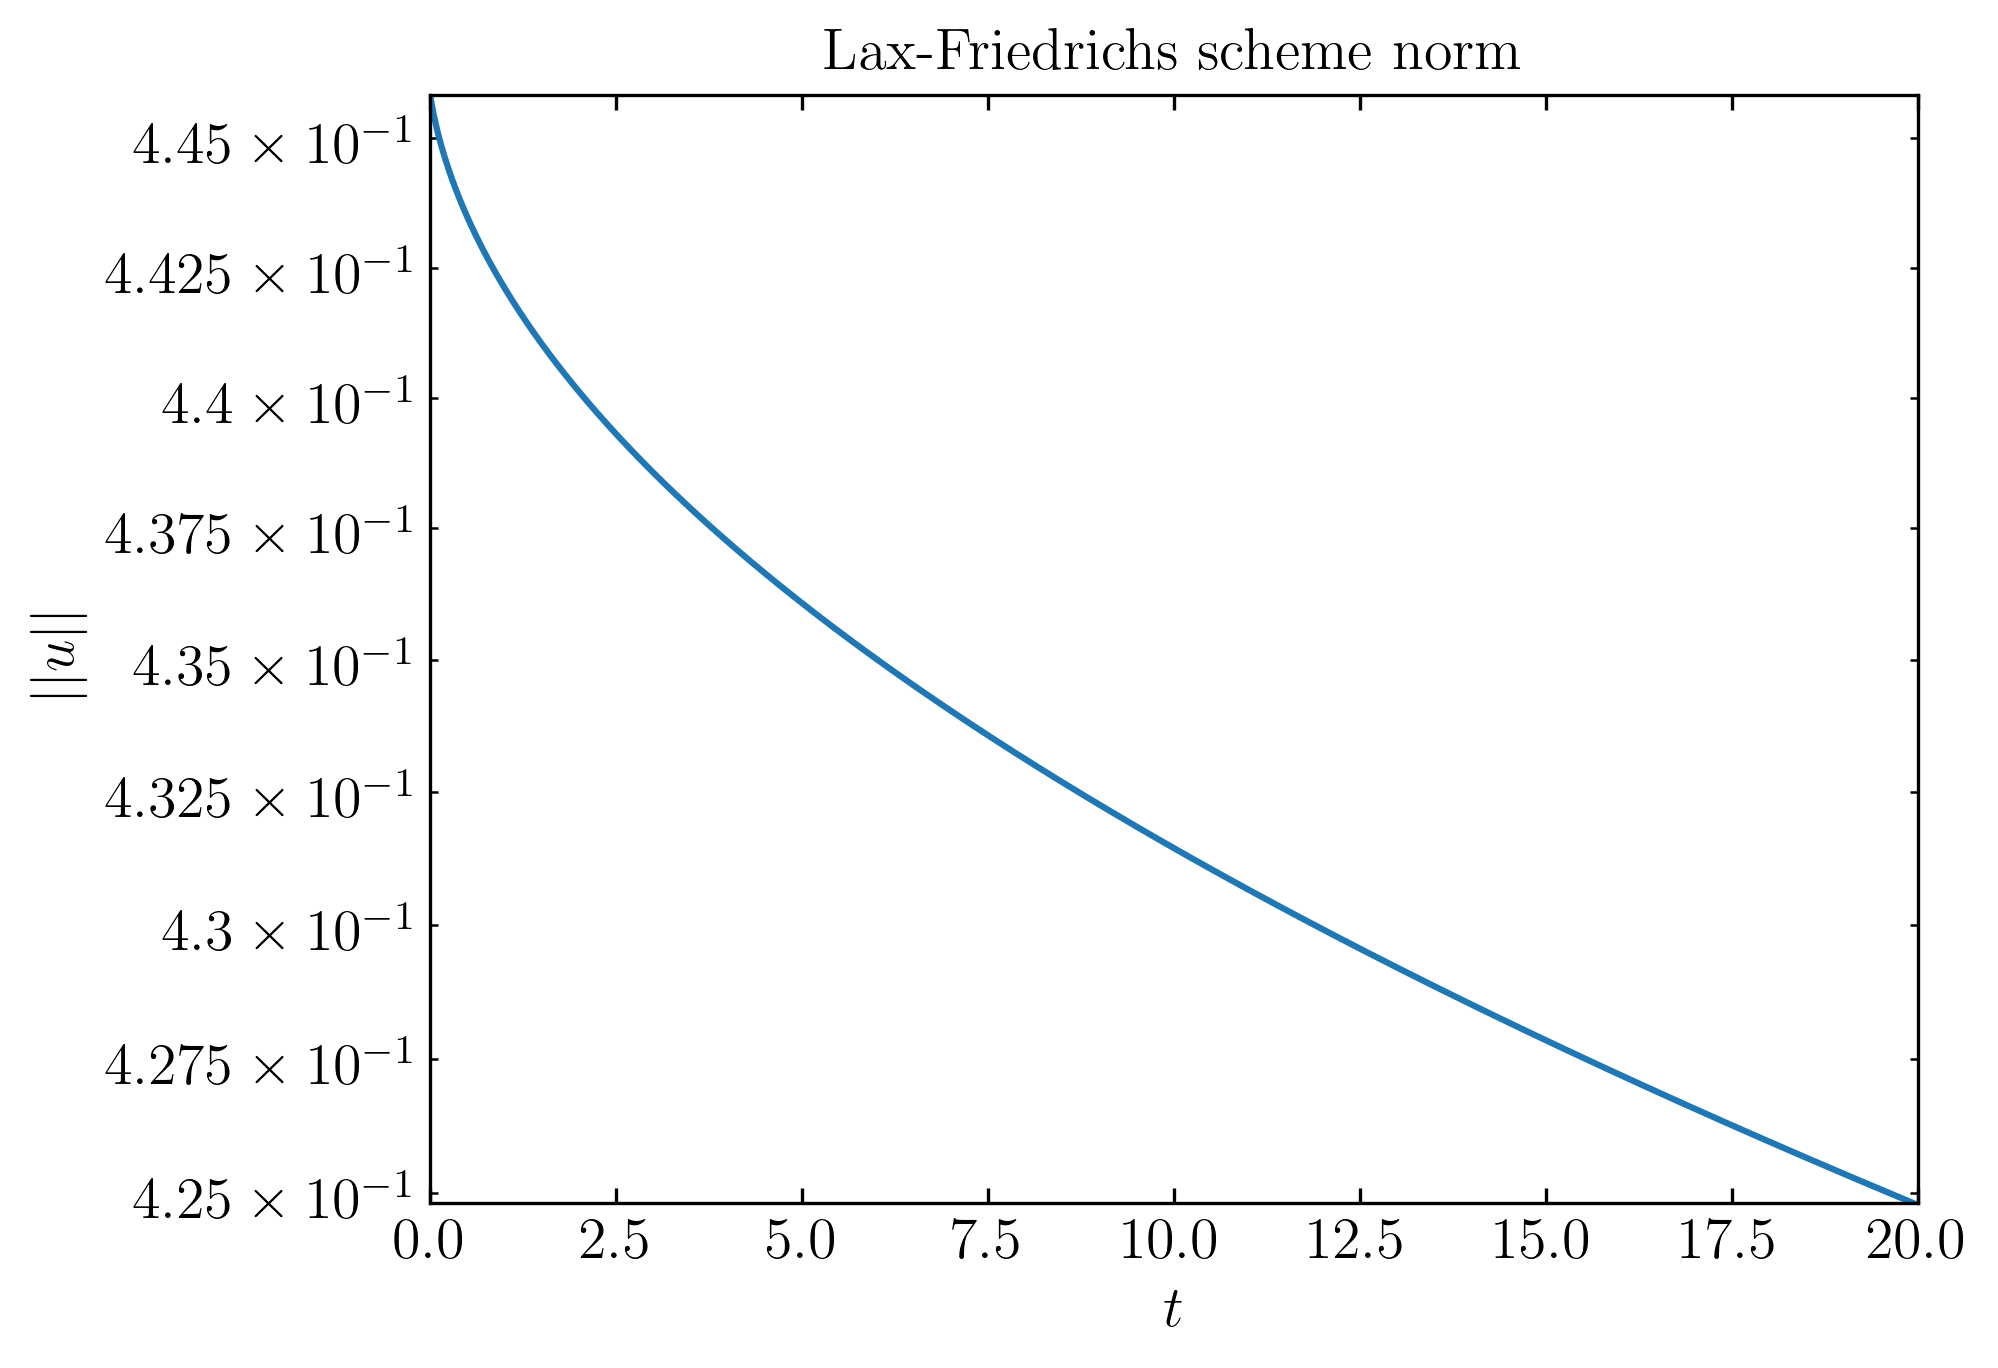 Lax-Friedrichs scheme norm
4.45 × 10⁻¹
4.425 × 10⁻¹
4.4 × 10⁻¹
4.375 × 10⁻¹
4.35 × 10⁻¹
4.325 × 10⁻¹
4.3 × 10⁻¹
4.275 × 10⁻¹
4.25 × 10⁻¹
||u||
0.0 2.5 5.0 7.5 10.0 12.5 15.0 17.5 20.0
t